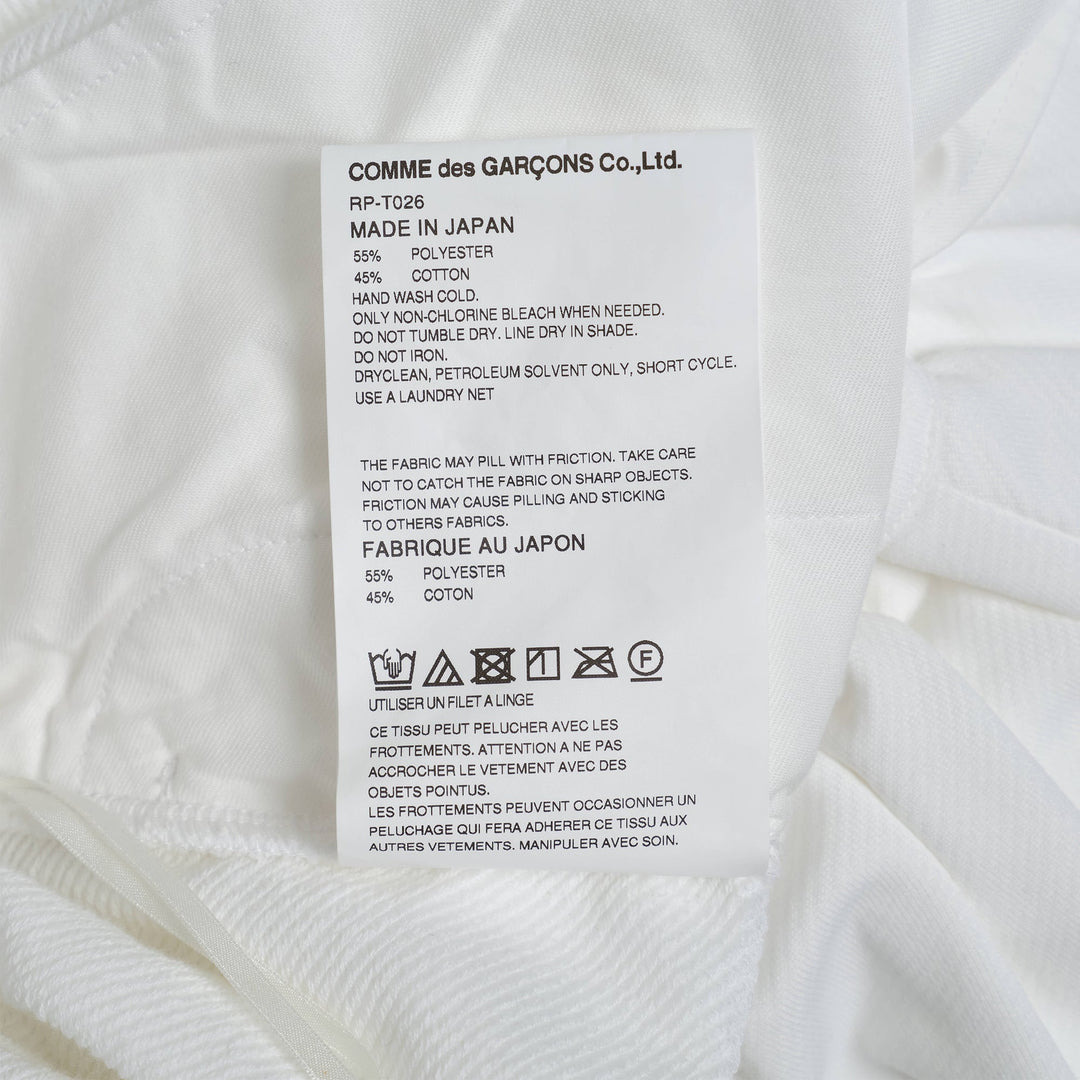 COMME des GARÇONS Co.,Ltd.
RP-T026
MADE IN JAPAN
55% POLYESTER
45% COTTON
HAND WASH COLD.
ONLY NON-CHLORINE BLEACH WHEN NEEDED.
DO NOT TUMBLE DRY. LINE DRY IN SHADE.
DO NOT IRON.
DRYCLEAN, PETROLEUM SOLVENT ONLY, SHORT CYCLE.
USE A LAUNDRY NET
THE FABRIC MAY PILL WITH FRICTION. TAKE CARE
NOT TO CATCH THE FABRIC ON SHARP OBJECTS.
FRICTION MAY CAUSE PILLING AND STICKING
TO OTHERS FABRICS.
FABRIQUE AU JAPON
55% POLYESTER
45% COTON
F
UTILISER UN FILET A LINGE
CE TISSU PEUT PELUCHER AVEC LES
FROTTEMENTS. ATTENTION A NE PAS
ACCROCHER LE VETEMENT AVEC DES
OBJETS POINTUS.
LES FROTTEMENTS PEUVENT OCCASIONNER UN
PELUCHAGE QUI FERA ADHERER CE TISSU AUX
AUTRES VETEMENTS. MANIPULER AVEC SOIN.